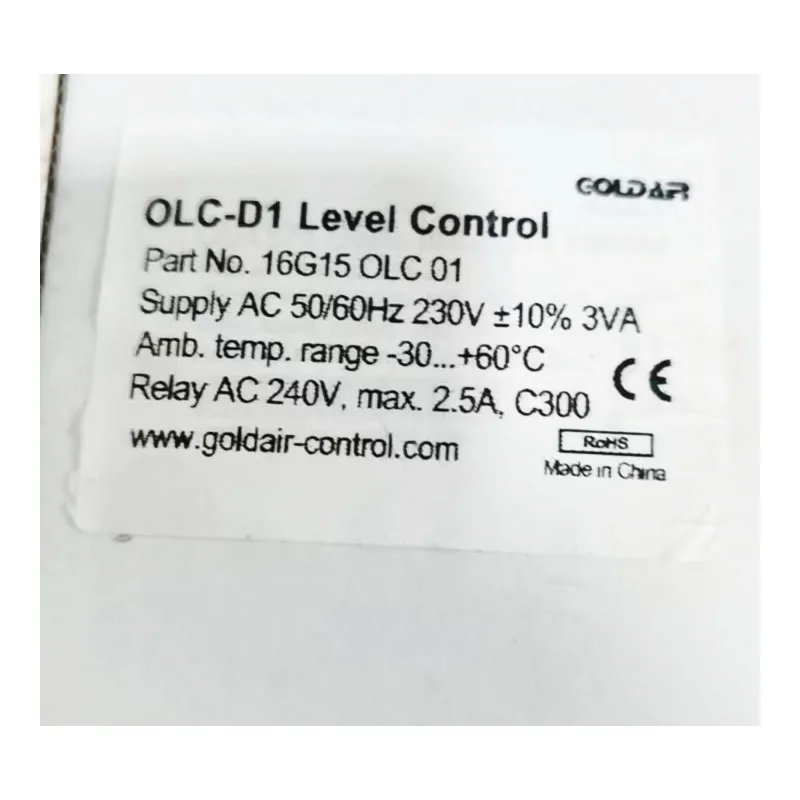 GOLDAIR
OLC-D1 Level Control
Part No. 16G15 OLC 01
Supply AC 50/60Hz 230V ±10% 3VA
Amb. temp. range -30...+60°C
Relay AC 240V, max. 2.5A, C300
CE
www.goldair-control.com
RoHS
Made in China